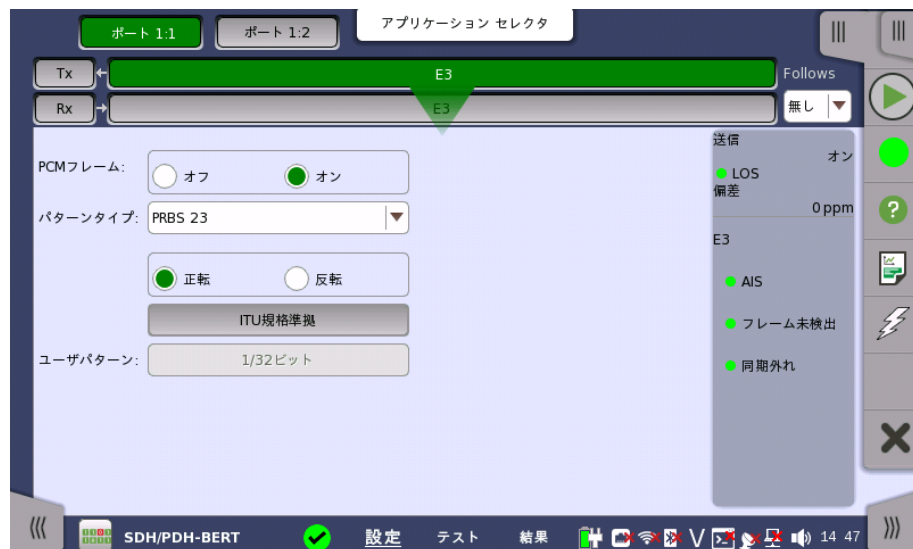 アプリケーション セレクタ
ポート 1:1
ポート 1:2
Tx
E3
Follows
Rx
E3
無し
PCMフレーム:
オフ
オン
パターンタイプ:
PRBS 23
正転
反転
ITU規格準拠
ユーザパターン:
1/32ビット
送信
オン
LOS
偏差
0 ppm
E3
AIS
フレーム未検出
同期外れ
SDH/PDH-BERT
設定
テスト
結果
14 47